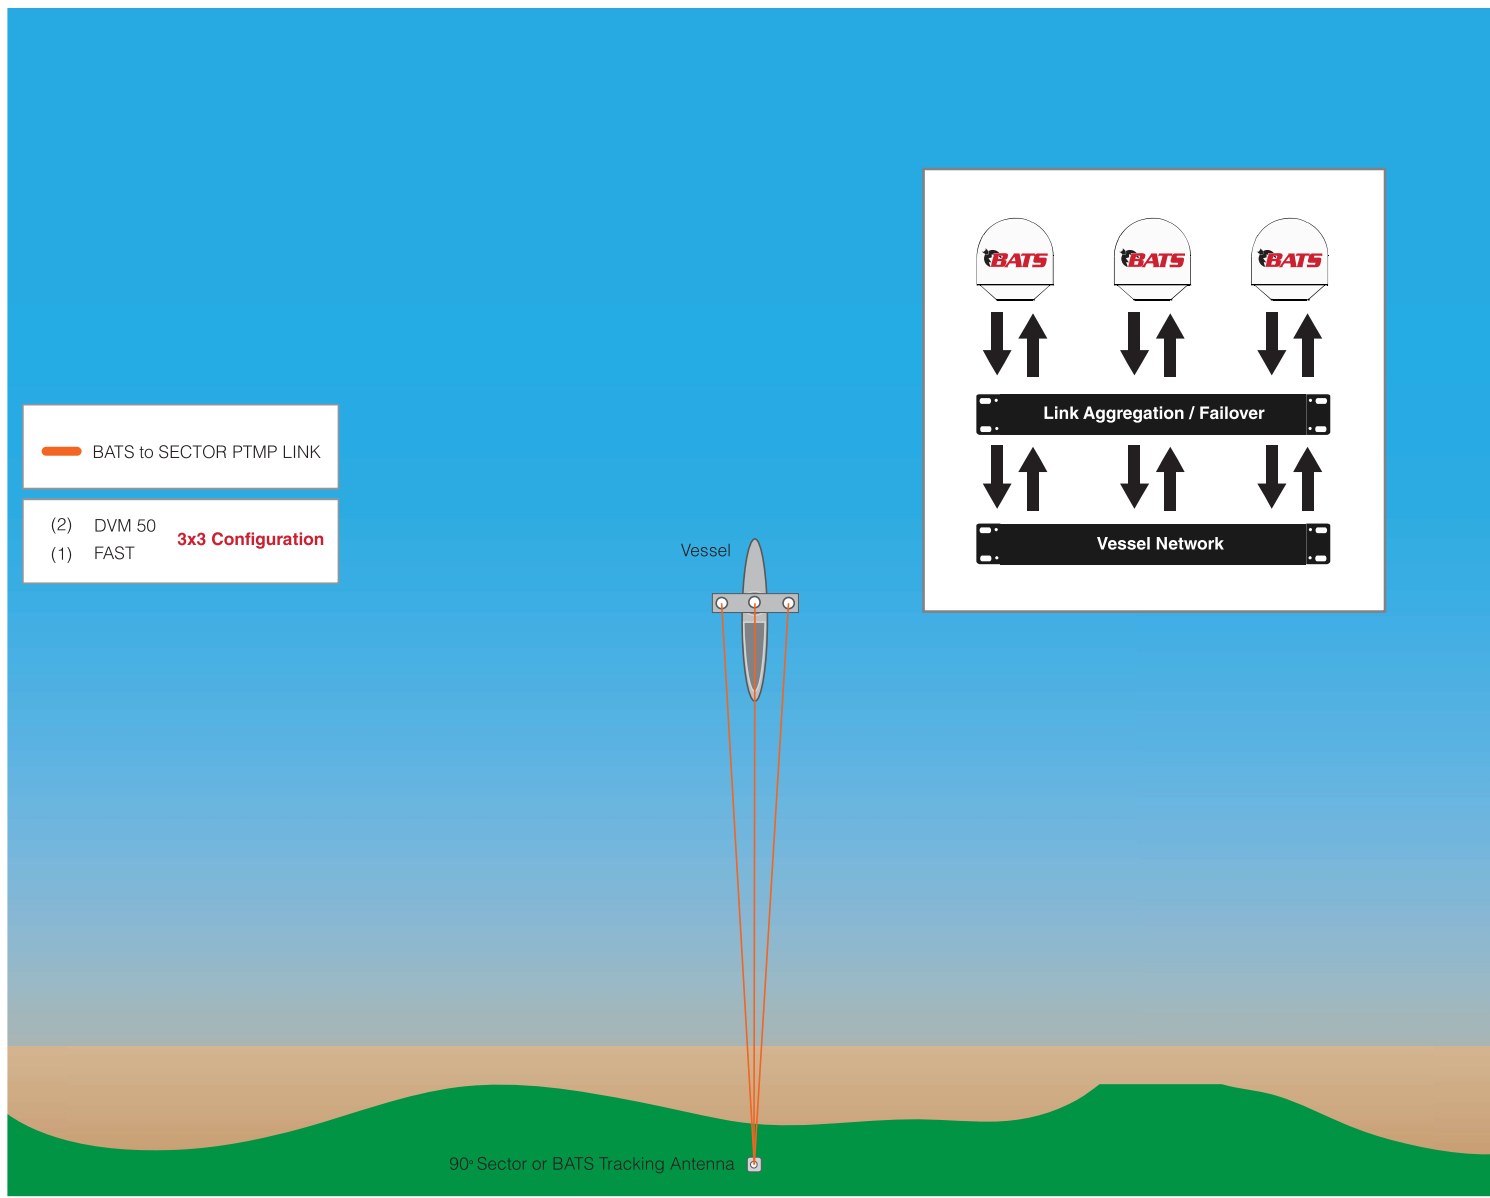 BATS BATS BATS
Link Aggregation / Failover
Vessel Network
BATS to SECTOR PTMP LINK
(2) DVM 50
(1) FAST
3x3 Configuration
Vessel
90° Sector or BATS Tracking Antenna